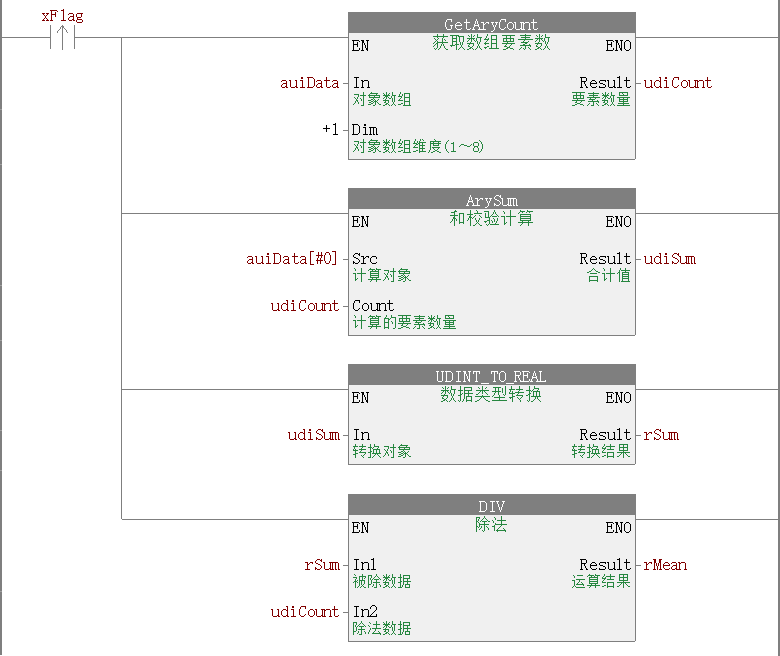 xFlag
GetAryCount
EN 获取数组要素数 ENO
auiData In Result udiCount
对象数组 要素数量
+1 Dim
对象数组维度(1～8)
ArySum
EN 和校验计算 ENO
auiData[#0] Src Result udiSum
计算对象 合计值
udiCount Count
计算的要素数量
UDINT_TO_REAL
EN 数据类型转换 ENO
udiSum In Result rSum
转换对象 转换结果
DIV
EN 除法 ENO
rSum In1 Result rMean
被除数据 运算结果
udiCount In2
除法数据